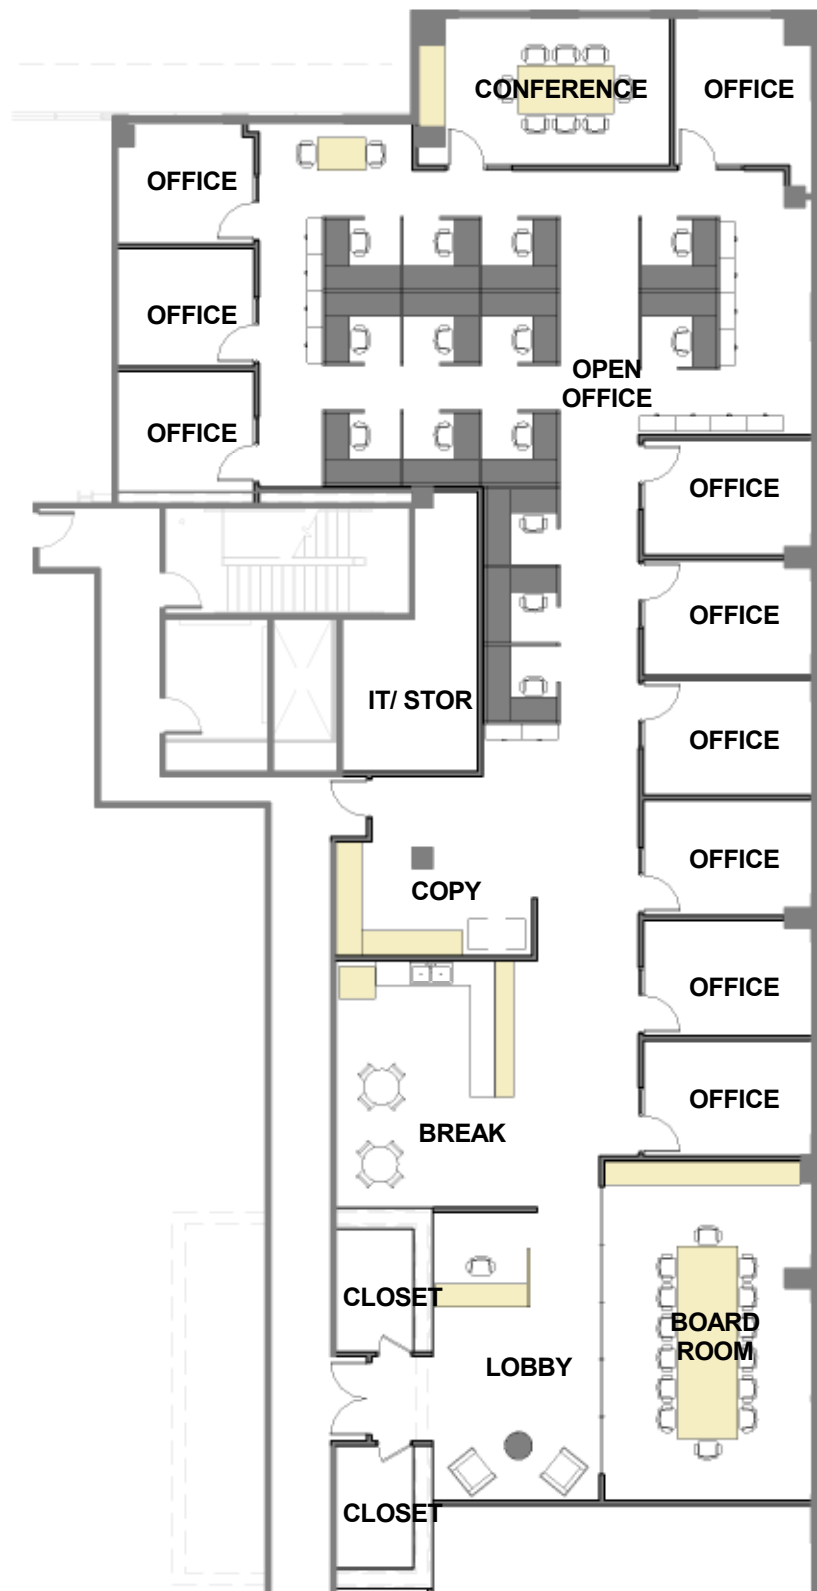 CONFERENCE
OFFICE
OFFICE
OFFICE
OFFICE
OPEN
OFFICE
OFFICE
OFFICE
IT/ STOR
OFFICE
OFFICE
COPY
OFFICE
OFFICE
BREAK
CLOSET
BOARD
ROOM
LOBBY
CLOSET